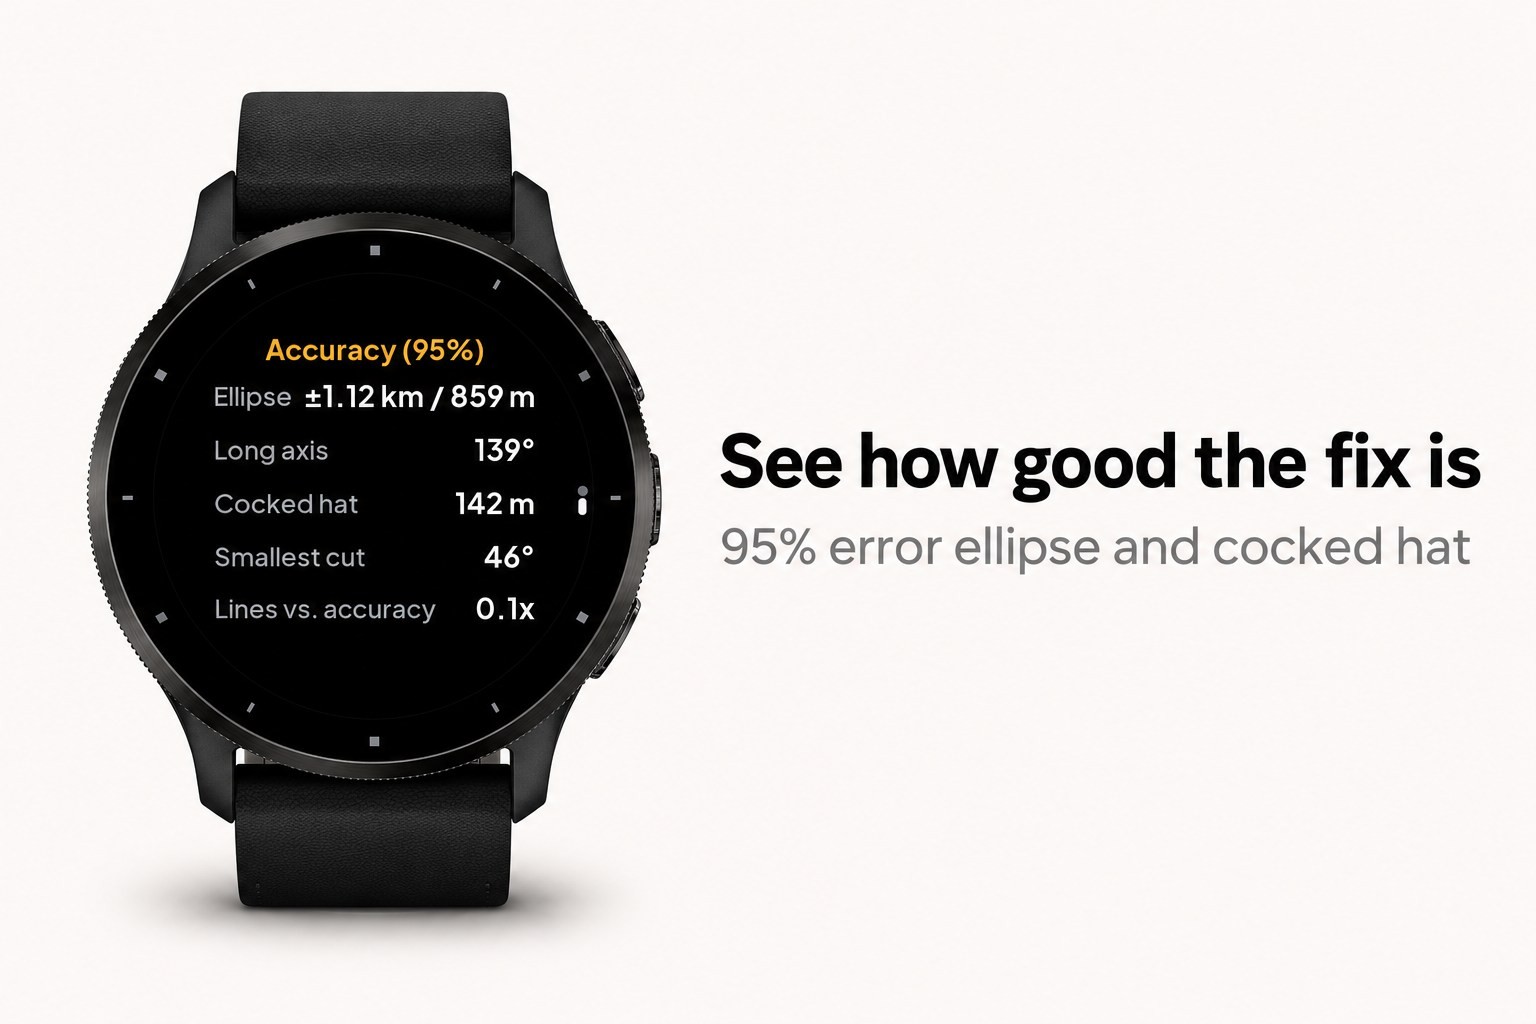 Accuracy (95%)
Ellipse ±1.12 km / 859 m
Long axis 139°
Cocked hat 142 m
Smallest cut 46°
Lines vs. accuracy 0.1x
See how good the fix is
95% error ellipse and cocked hat